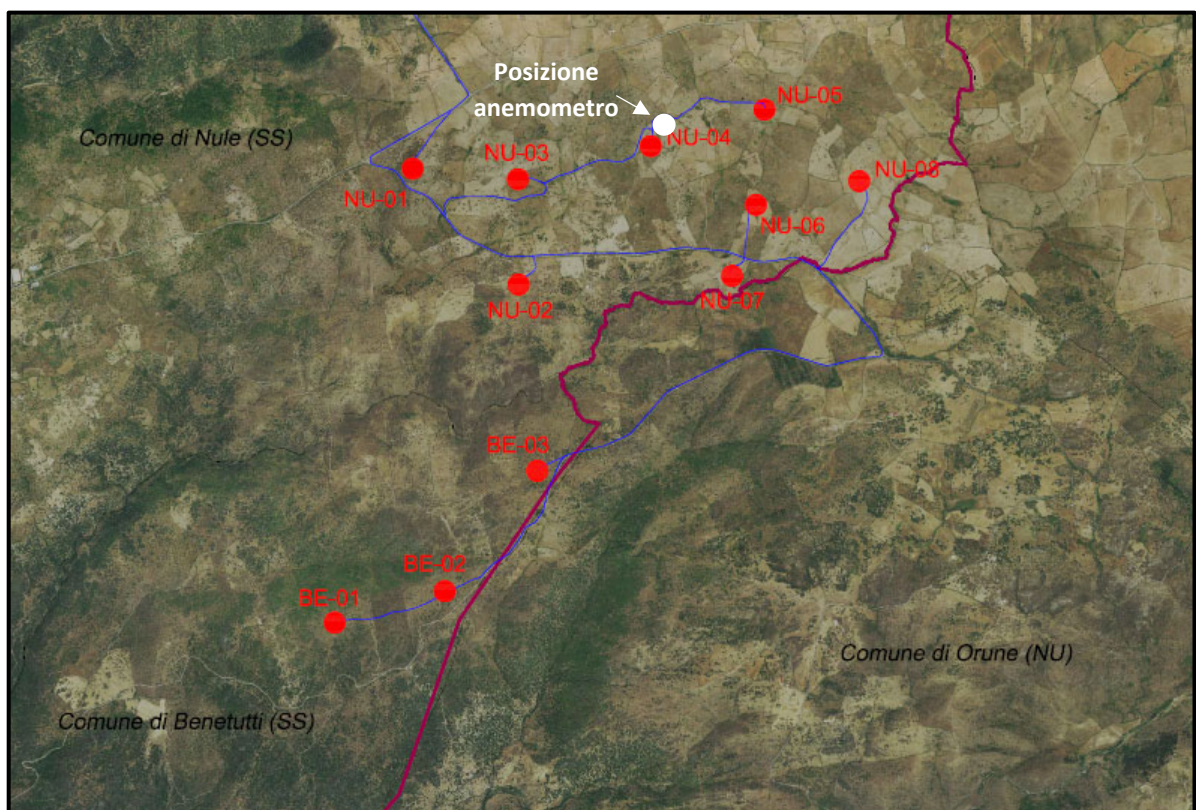 Posizione
anemometro
NU-05
Comune di Nule (SS)
NU-04
NU-03
NU-08
NU-01
NU-06
NU-02
NU-07
BE-03
BE-02
BE-01
Comune di Orune (NU)
Comune di Benetutti (SS)